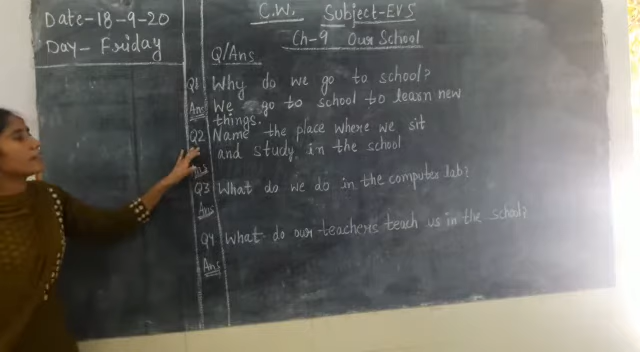 Date-18-9-20
Day- Friday
C.W. Subject-EVS
Ch-9 Our School
Q/Ans
Q1 Why do we go to school?
Ans We go to school to learn new
things.
Q2 Name the place where we sit
and study in the school
Ans
Q3 What do we do in the computer lab?
Ans
Q4 What do our teachers teach us in the school?
Ans